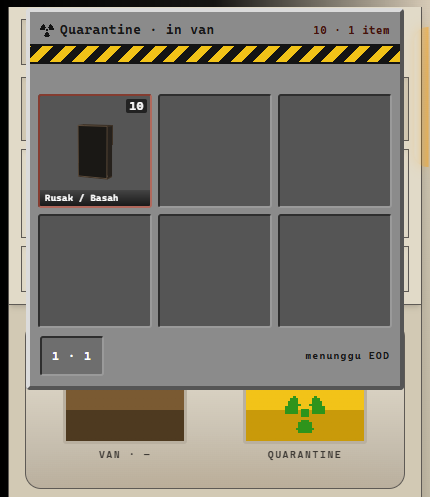 Quarantine · in van
10 · 1 item
10
Rusak / Basah
1 · 1
menunggu EOD
VAN · —
QUARANTINE